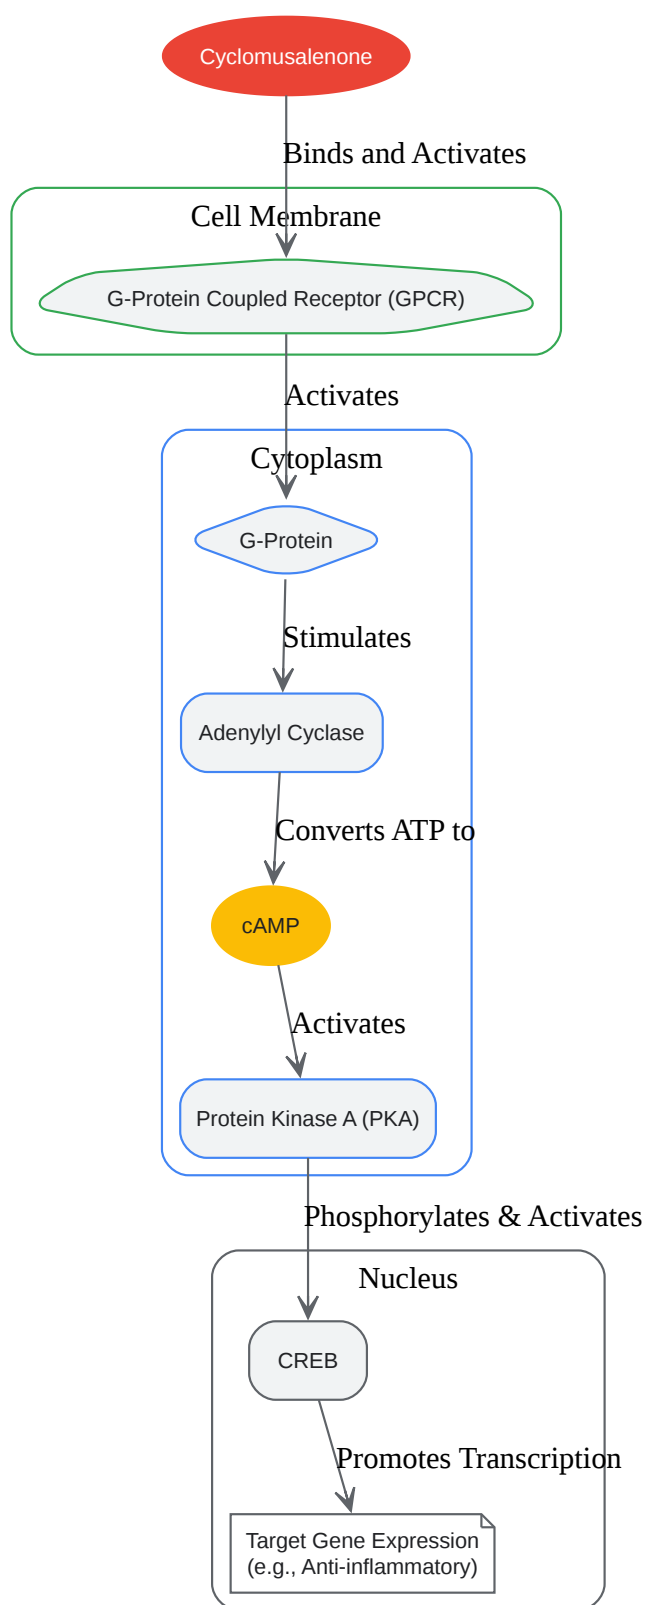 Cyclomusalenone
Binds and Activates
Cell Membrane
G-Protein Coupled Receptor (GPCR)
Activates
Cytoplasm
G-Protein
Stimulates
Adenylyl Cyclase
Converts ATP to
cAMP
Activates
Protein Kinase A (PKA)
Phosphorylates & Activates
Nucleus
CREB
Promotes Transcription
Target Gene Expression
(e.g., Anti-inflammatory)